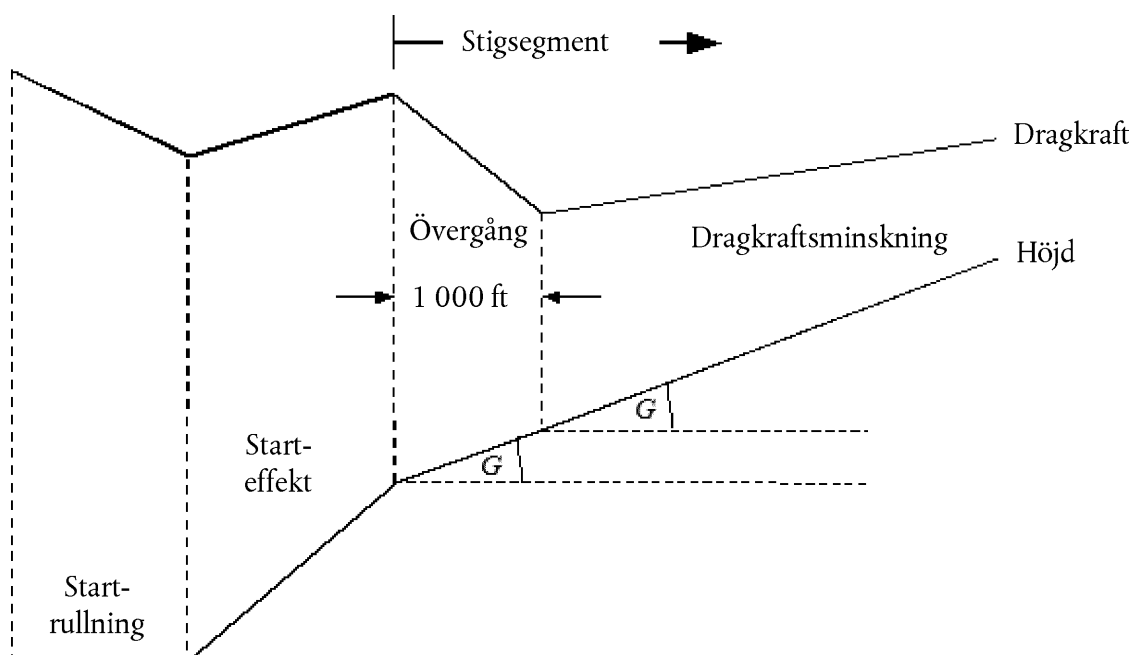 Stigsegment
Dragkraft
Övergång
Dragkraftsminskning
Höjd
1 000 ft
G
Start-
effekt
G
Start-
rullning